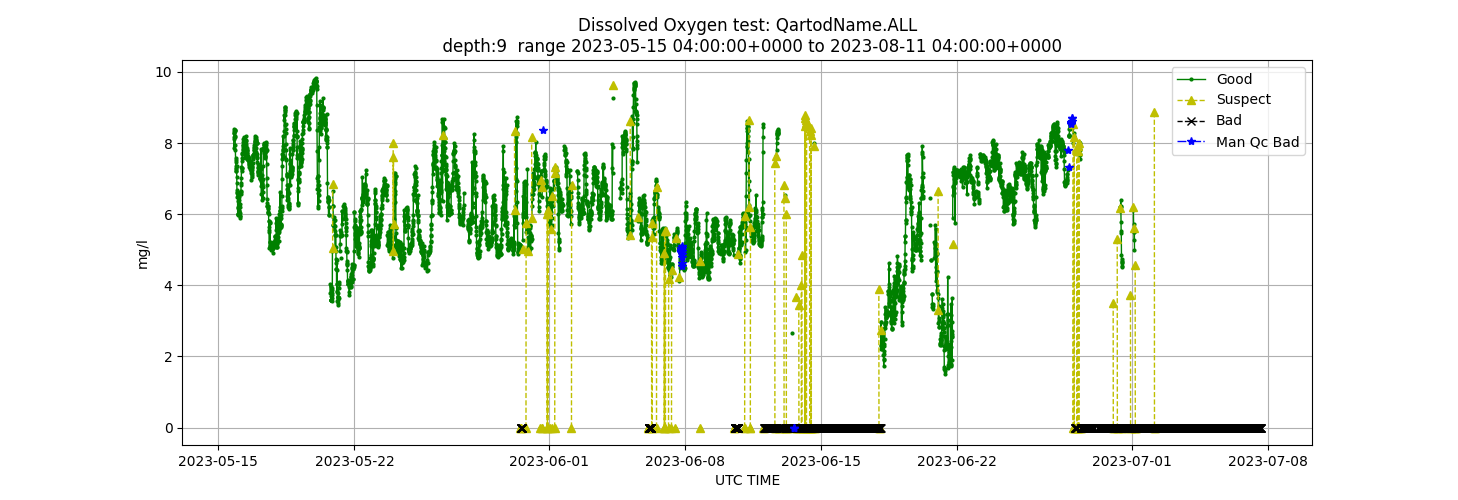 Dissolved Oxygen test: QartodName.ALL
depth:9  range 2023-05-15 04:00:00+0000 to 2023-08-11 04:00:00+0000
10
8
6
4
2
0
mg/l
Good
Suspect
Bad
Man Qc Bad
2023-05-15
2023-05-22
2023-06-01
2023-06-08
2023-06-15
2023-06-22
2023-07-01
2023-07-08
UTC TIME